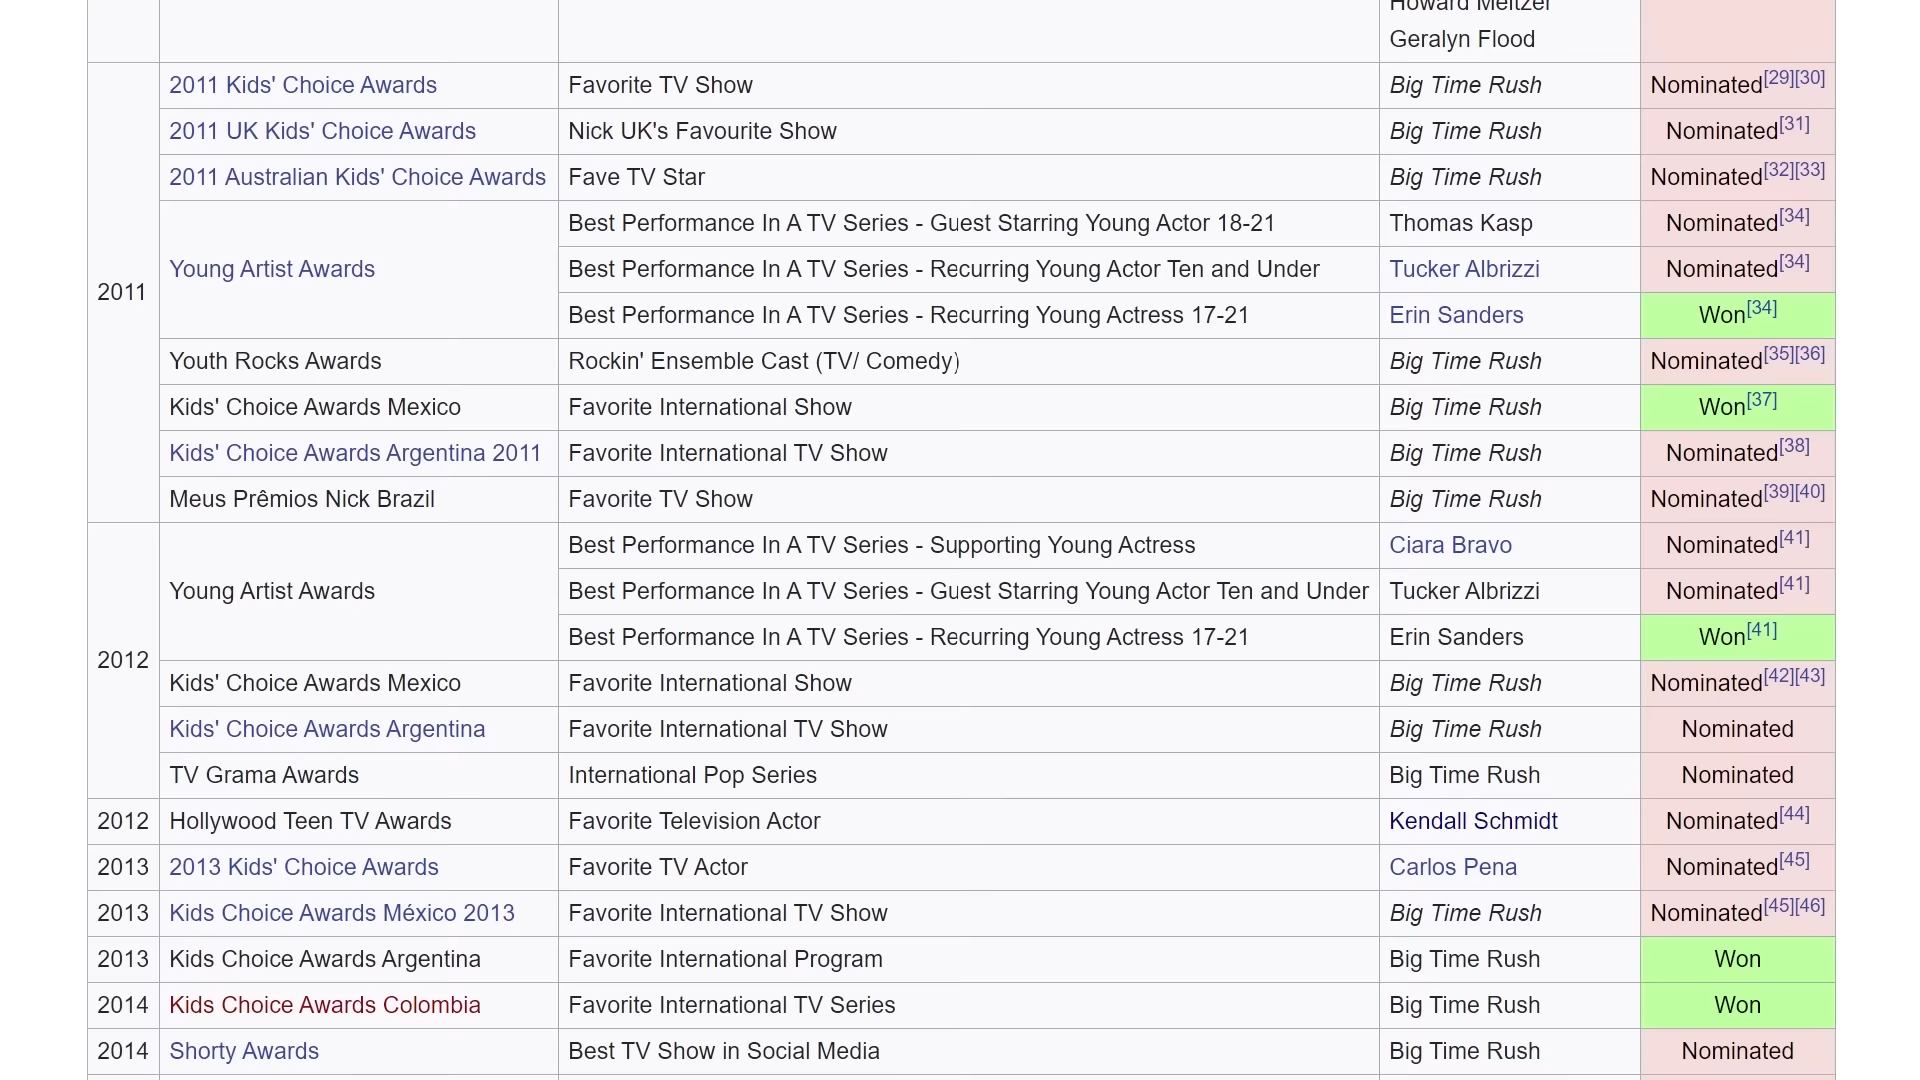 Howard Meltzer
Geralyn Flood
2011
2011 Kids' Choice Awards Favorite TV Show Big Time Rush Nominated[29][30]
2011 UK Kids' Choice Awards Nick UK's Favourite Show Big Time Rush Nominated[31]
2011 Australian Kids' Choice Awards Fave TV Star Big Time Rush Nominated[32][33]
Young Artist Awards
Best Performance In A TV Series - Guest Starring Young Actor 18-21 Thomas Kasp Nominated[34]
Best Performance In A TV Series - Recurring Young Actor Ten and Under Tucker Albrizzi Nominated[34]
Best Performance In A TV Series - Recurring Young Actress 17-21 Erin Sanders Won[34]
Youth Rocks Awards Rockin' Ensemble Cast (TV/ Comedy) Big Time Rush Nominated[35][36]
Kids' Choice Awards Mexico Favorite International Show Big Time Rush Won[37]
Kids' Choice Awards Argentina 2011 Favorite International TV Show Big Time Rush Nominated[38]
Meus Prêmios Nick Brazil Favorite TV Show Big Time Rush Nominated[39][40]
2012
Young Artist Awards
Best Performance In A TV Series - Supporting Young Actress Ciara Bravo Nominated[41]
Best Performance In A TV Series - Guest Starring Young Actor Ten and Under Tucker Albrizzi Nominated[41]
Best Performance In A TV Series - Recurring Young Actress 17-21 Erin Sanders Won[41]
Kids' Choice Awards Mexico Favorite International Show Big Time Rush Nominated[42][43]
Kids' Choice Awards Argentina Favorite International TV Show Big Time Rush Nominated
TV Grama Awards International Pop Series Big Time Rush Nominated
2012 Hollywood Teen TV Awards Favorite Television Actor Kendall Schmidt Nominated[44]
2013 2013 Kids' Choice Awards Favorite TV Actor Carlos Pena Nominated[45]
2013 Kids Choice Awards México 2013 Favorite International TV Show Big Time Rush Nominated[45][46]
2013 Kids Choice Awards Argentina Favorite International Program Big Time Rush Won
2014 Kids Choice Awards Colombia Favorite International TV Series Big Time Rush Won
2014 Shorty Awards Best TV Show in Social Media Big Time Rush Nominated